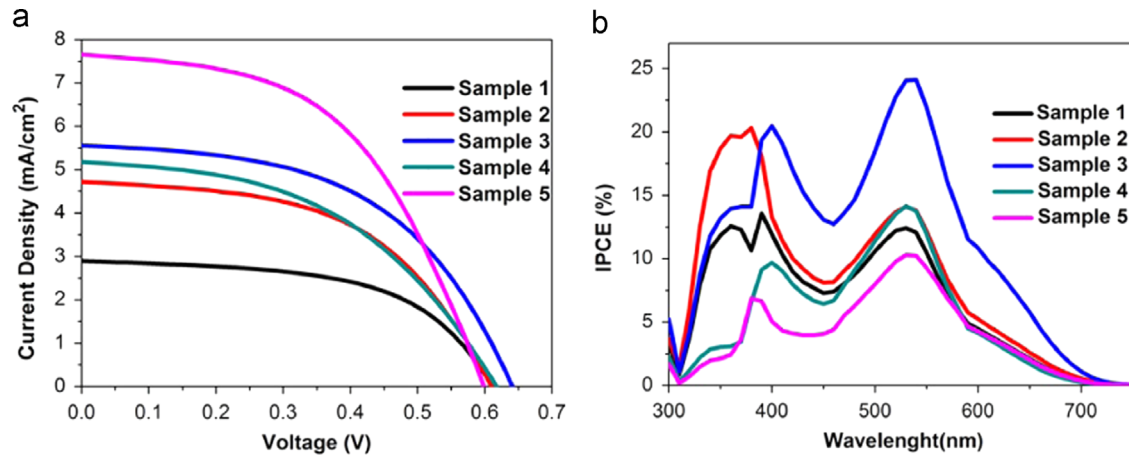 a
8
7
6
5
4
3
2
1
0
Current Density (mA/cm²)
Sample 1
Sample 2
Sample 3
Sample 4
Sample 5
0.0 0.1 0.2 0.3 0.4 0.5 0.6 0.7
Voltage (V)
b
25
20
15
10
5
0
IPCE (%)
Sample 1
Sample 2
Sample 3
Sample 4
Sample 5
300 400 500 600 700
Wavelenght(nm)